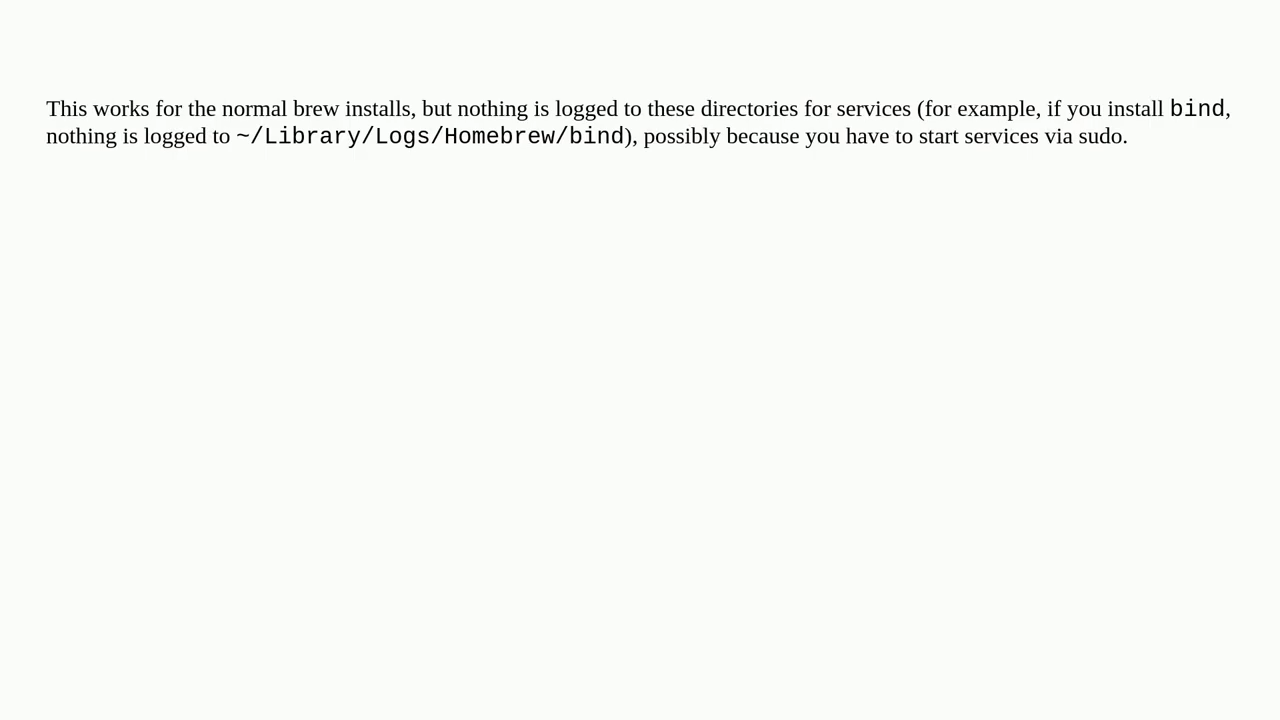 This works for the normal brew installs, but nothing is logged to these directories for services (for example, if you install bind,
nothing is logged to ~/Library/Logs/Homebrew/bind), possibly because you have to start services via sudo.